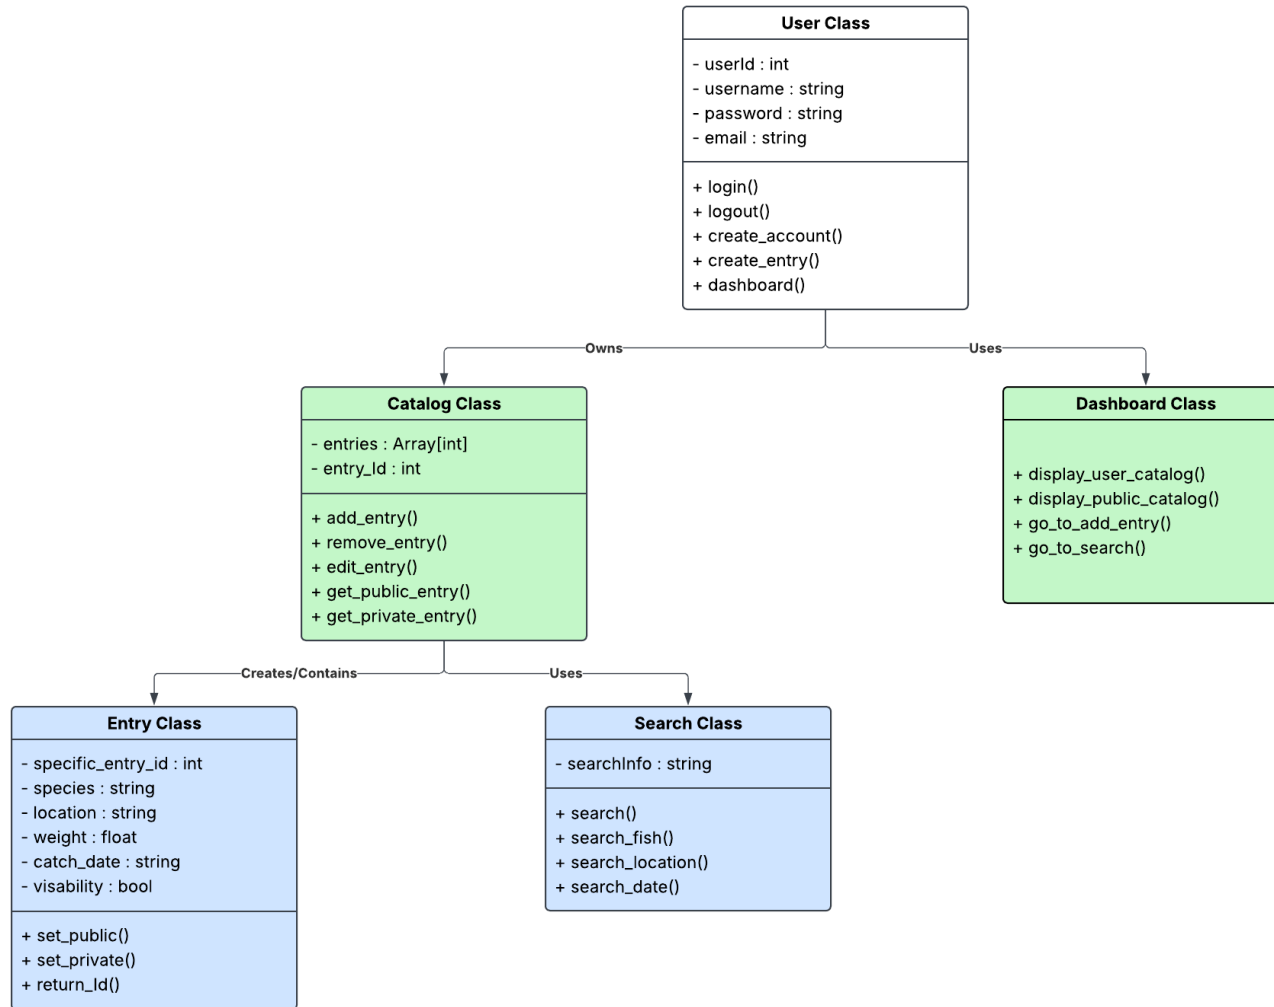 User Class
- userId : int
- username : string
- password : string
- email : string
+ login()
+ logout()
+ create_account()
+ create_entry()
+ dashboard()
Owns
Uses
Catalog Class
- entries : Array[int]
- entry_Id : int
+ add_entry()
+ remove_entry()
+ edit_entry()
+ get_public_entry()
+ get_private_entry()
Dashboard Class
+ display_user_catalog()
+ display_public_catalog()
+ go_to_add_entry()
+ go_to_search()
Creates/Contains
Uses
Entry Class
- specific_entry_id : int
- species : string
- location : string
- weight : float
- catch_date : string
- visability : bool
+ set_public()
+ set_private()
+ return_Id()
Search Class
- searchInfo : string
+ search()
+ search_fish()
+ search_location()
+ search_date()